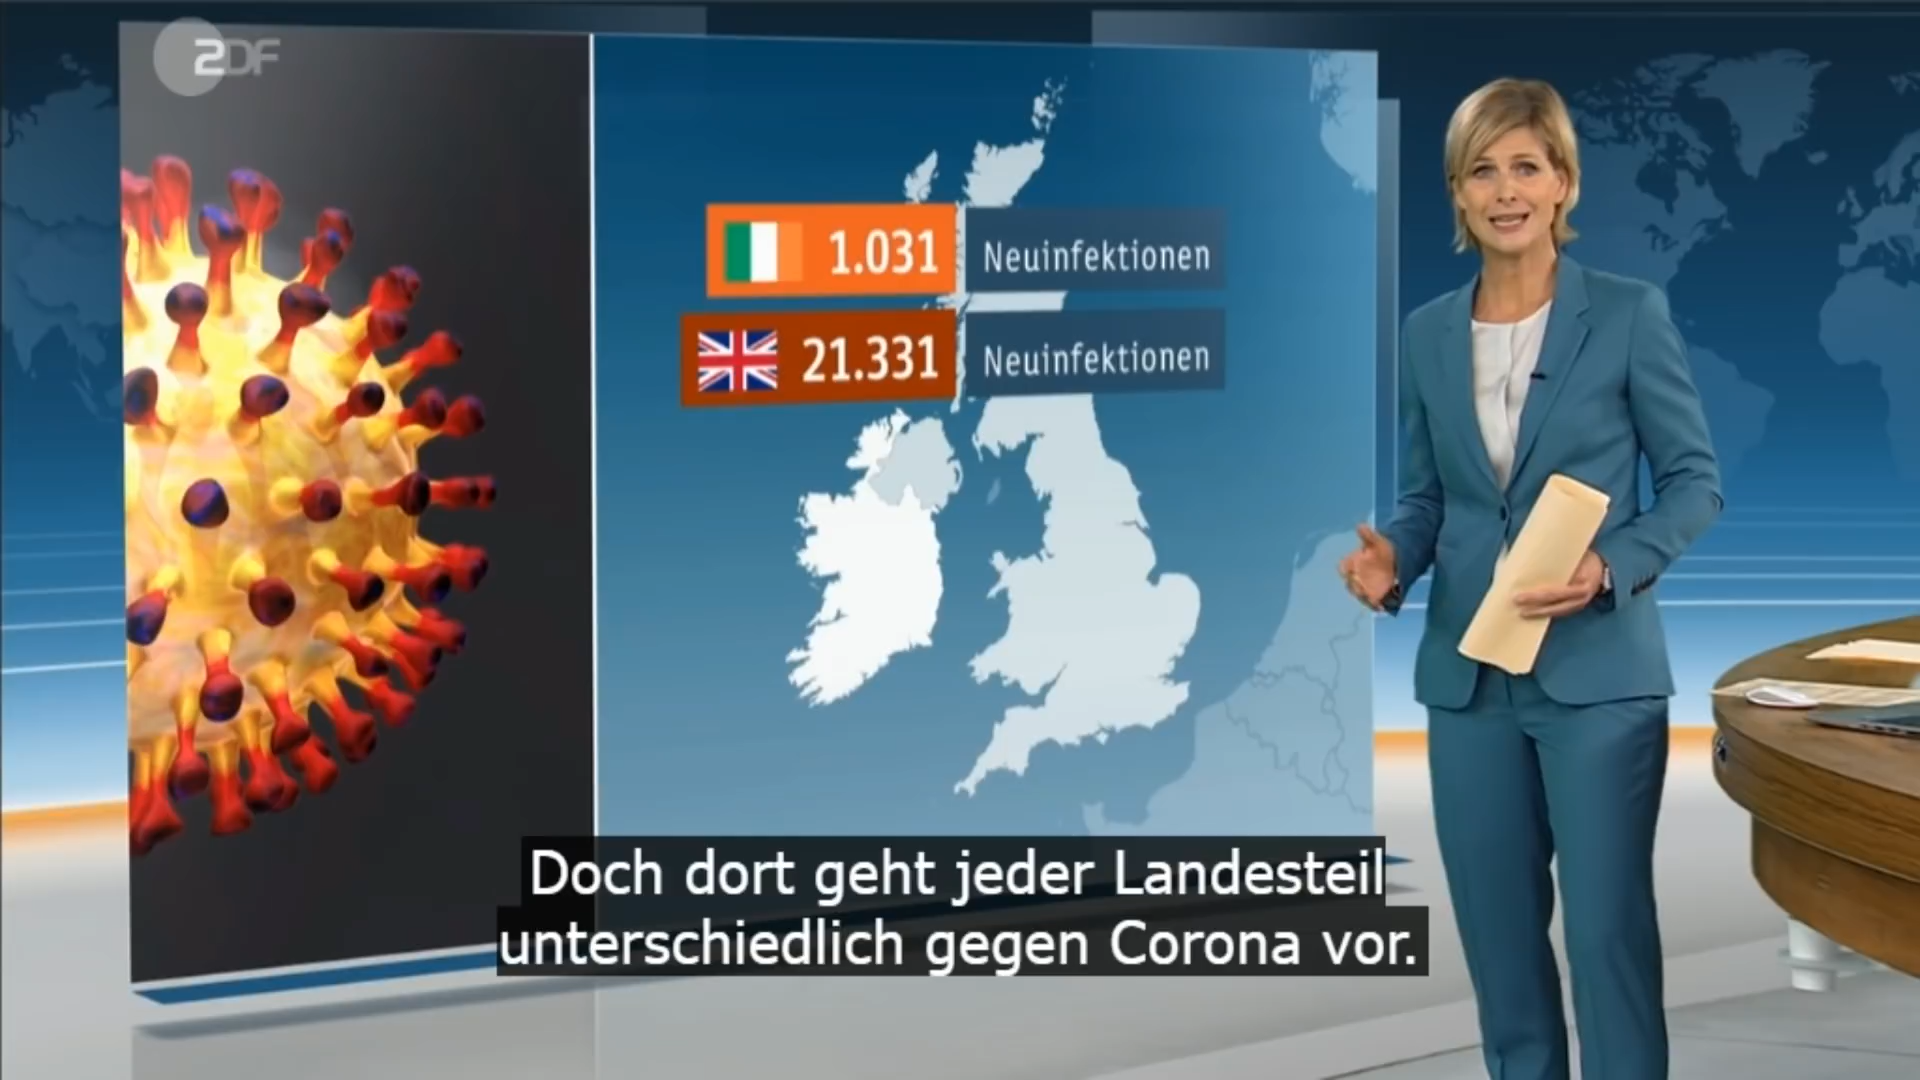 ZDF
1.031 Neuinfektionen
21.331 Neuinfektionen
Doch dort geht jeder Landesteil
unterschiedlich gegen Corona vor.